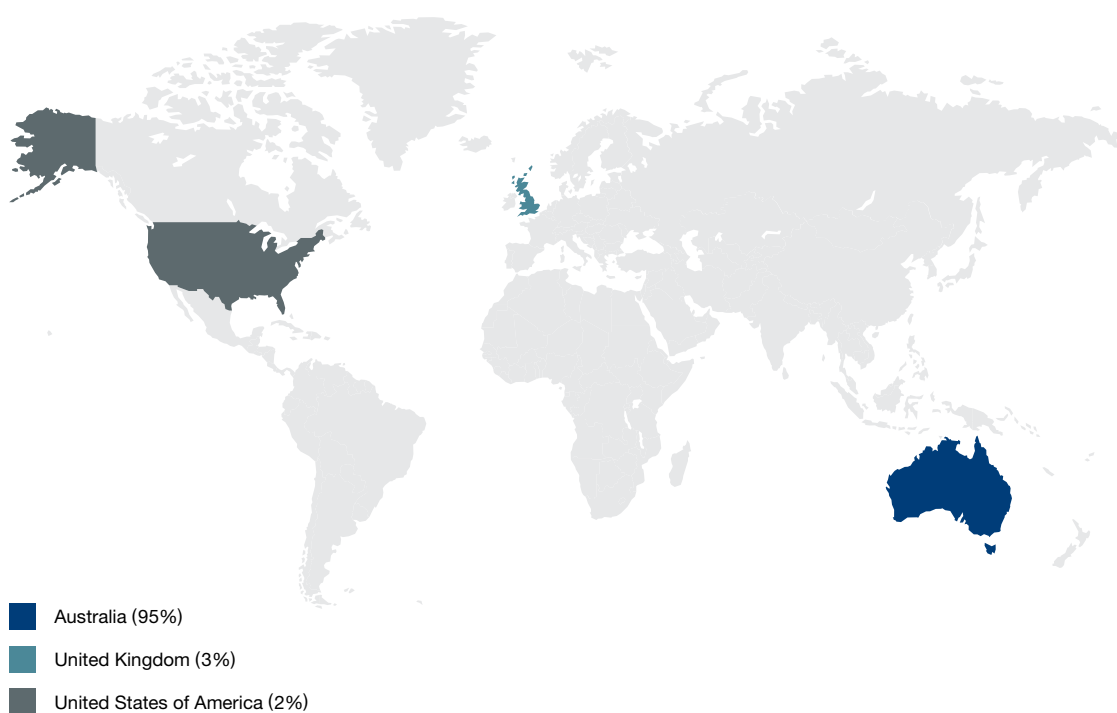 Australia (95%)
United Kingdom (3%)
United States of America (2%)